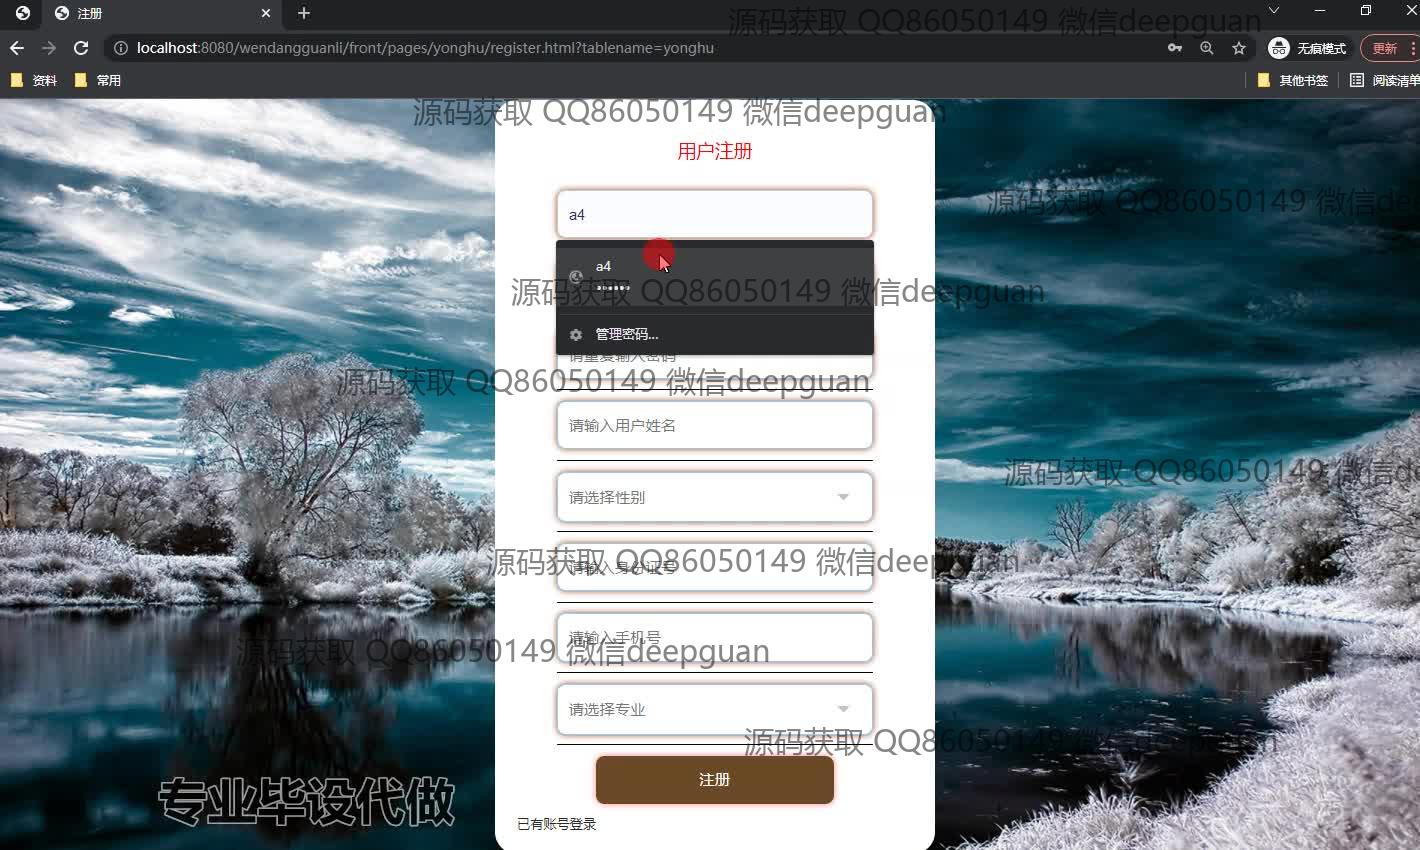 注册
localhost:8080/wendangguanli/front/pages/yonghu/register.html?tablename=yonghu
无痕模式
更新
资料
常用
其他书签
阅读清单
源码获取 QQ86050149 微信deepguan
源码获取 QQ86050149 微信deepguan
用户注册
源码获取 QQ86050149 微信de
a4
a4
••••••
源码获取 QQ86050149 微信deepguan
管理密码...
请重复输入密码
源码获取 QQ86050149 微信deepguan
请输入用户姓名
源码获取 QQ86050149 微信de
请选择性别
源码获取 QQ86050149 微信deepguan
请输入身份证号
请输入手机号
源码获取 QQ86050149 微信deepguan
请选择专业
源码获取 QQ86050149 微信deepguan
注册
专业毕设代做
已有账号登录